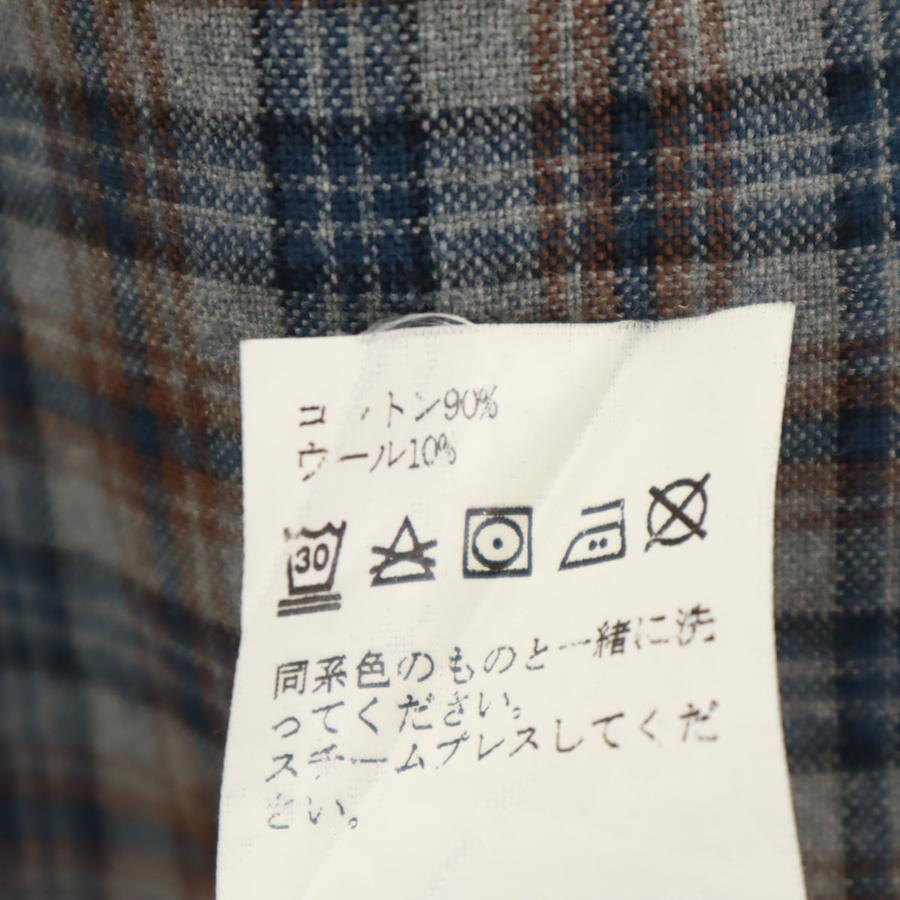 コットン90%
ウール10%
30
同系色のものと一緒に洗
ってください。
スチームプレスしてくだ
さい。